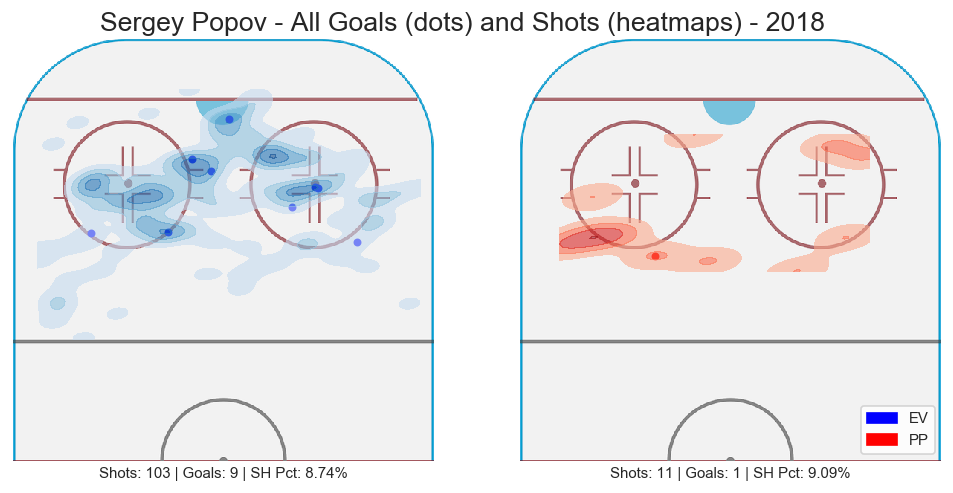 Sergey Popov - All Goals (dots) and Shots (heatmaps) - 2018
EV
PP
Shots: 103 | Goals: 9 | SH Pct: 8.74%
Shots: 11 | Goals: 1 | SH Pct: 9.09%